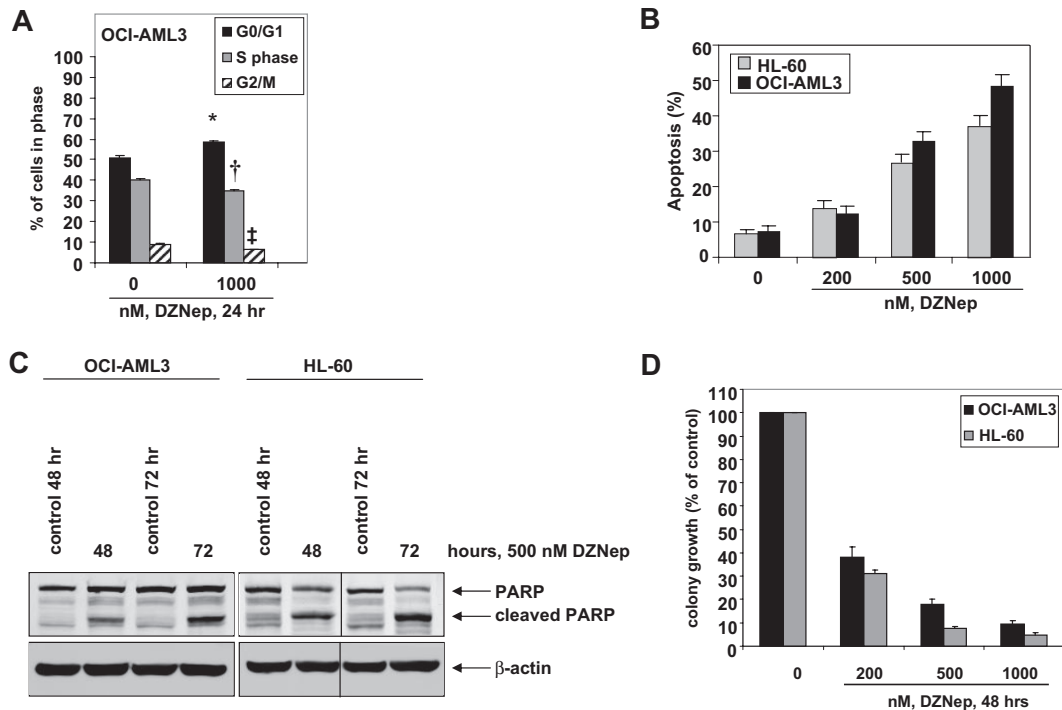 A
OCI-AML3
G0/G1
S phase
G2/M
% of cells in phase
100
90
80
70
60
50
40
30
20
10
0
*
†
‡
0 1000
nM, DZNep, 24 hr
B
HL-60
OCI-AML3
Apoptosis (%)
60
50
40
30
20
10
0
0 200 500 1000
nM, DZNep
C
OCI-AML3 HL-60
control 48 hr
48
control 72 hr
72
control 48 hr
48
control 72 hr
72
hours, 500 nM DZNep
PARP
cleaved PARP
β-actin
D
OCI-AML3
HL-60
colony growth (% of control)
110
100
90
80
70
60
50
40
30
20
10
0
0 200 500 1000
nM, DZNep, 48 hrs